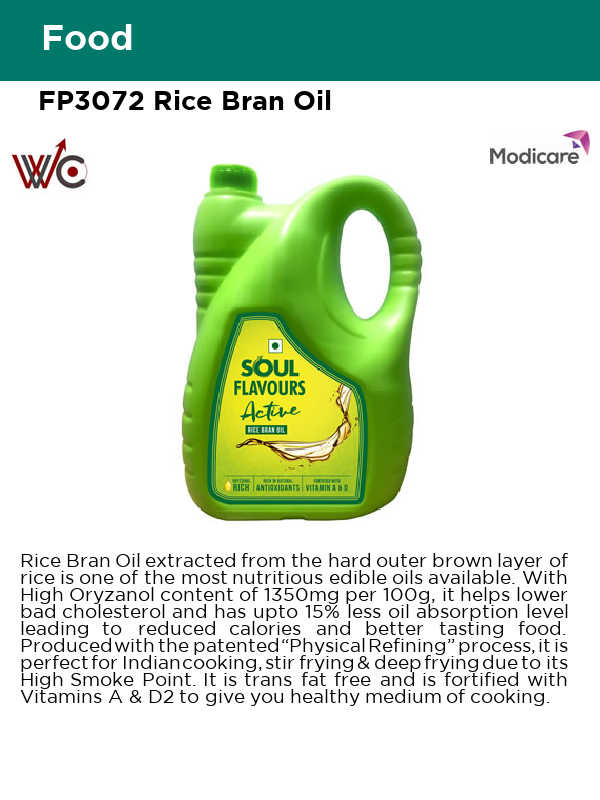 Food
FP3072 Rice Bran Oil
WC
Modicare
SOUL
FLAVOURS
Active
RICE BRAN OIL
ORYZANOL
RICH
RICH IN NATURAL
ANTIOXIDANTS
FORTIFIED WITH
VITAMIN A & D
Rice Bran Oil extracted from the hard outer brown layer of
rice is one of the most nutritious edible oils available. With
High Oryzanol content of 1350mg per 100g, it helps lower
bad cholesterol and has upto 15% less oil absorption level
leading to reduced calories and better tasting food.
Produced with the patented “Physical Refining” process, it is
perfect for Indian cooking, stir frying & deep frying due to its
High Smoke Point. It is trans fat free and is fortified with
Vitamins A & D2 to give you healthy medium of cooking.